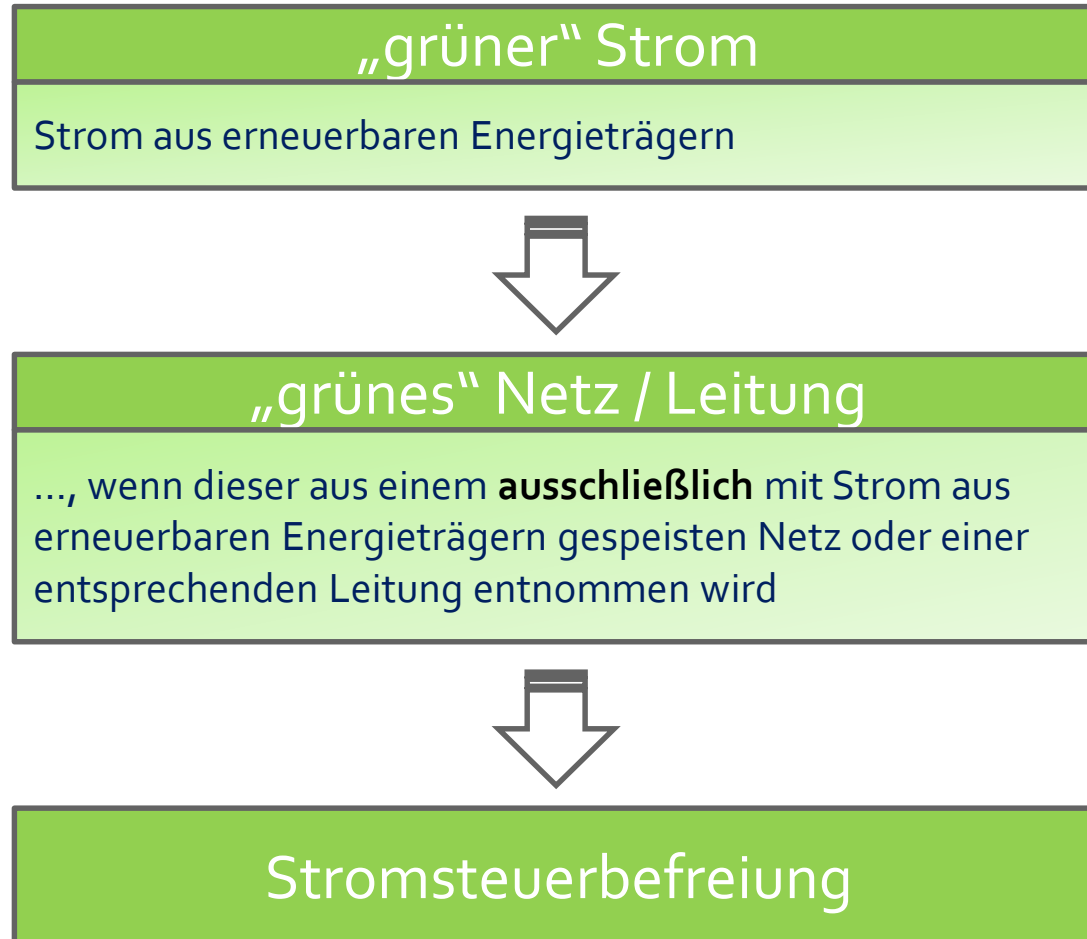 „grüner“ Strom
Strom aus erneuerbaren Energieträgern
„grünes“ Netz / Leitung
…, wenn dieser aus einem ausschließlich mit Strom aus
erneuerbaren Energieträgern gespeisten Netz oder einer
entsprechenden Leitung entnommen wird
Stromsteuerbefreiung